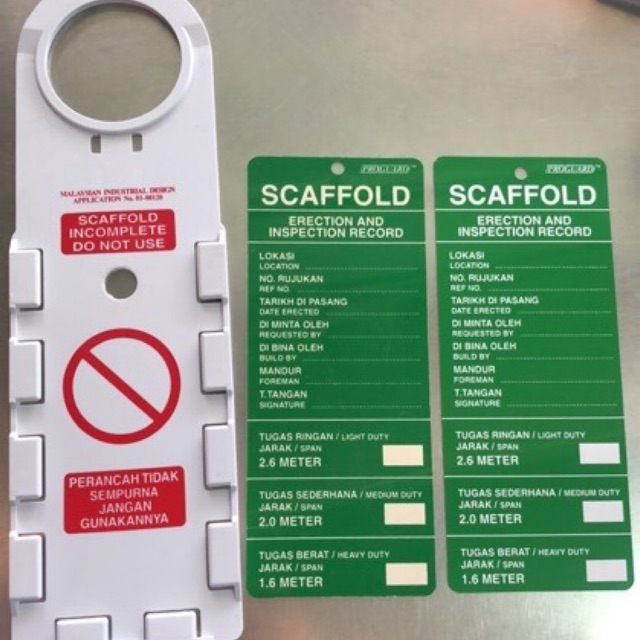 MALAYSIAN INDUSTRIAL DESIGN
APPLICATION No. 01-00120
SCAFFOLD
INCOMPLETE
DO NOT USE
PERANCAH TIDAK
SEMPURNA
JANGAN
GUNAKANNYA
PROGUARD™
SCAFFOLD
ERECTION AND
INSPECTION RECORD
LOKASI
LOCATION
NO. RUJUKAN
REF NO.
TARIKH DI PASANG
DATE ERECTED
DI MINTA OLEH
REQUESTED BY
DI BINA OLEH
BUILD BY
MANDUR
FOREMAN
T.TANGAN
SIGNATURE
TUGAS RINGAN / LIGHT DUTY
JARAK / SPAN
2.6 METER
TUGAS SEDERHANA / MEDIUM DUTY
JARAK / SPAN
2.0 METER
TUGAS BERAT / HEAVY DUTY
JARAK / SPAN
1.6 METER
PROGUARD™
SCAFFOLD
ERECTION AND
INSPECTION RECORD
LOKASI
LOCATION
NO. RUJUKAN
REF NO.
TARIKH DI PASANG
DATE ERECTED
DI MINTA OLEH
REQUESTED BY
DI BINA OLEH
BUILD BY
MANDUR
FOREMAN
T.TANGAN
SIGNATURE
TUGAS RINGAN / LIGHT DUTY
JARAK / SPAN
2.6 METER
TUGAS SEDERHANA / MEDIUM DUTY
JARAK / SPAN
2.0 METER
TUGAS BERAT / HEAVY DUTY
JARAK / SPAN
1.6 METER